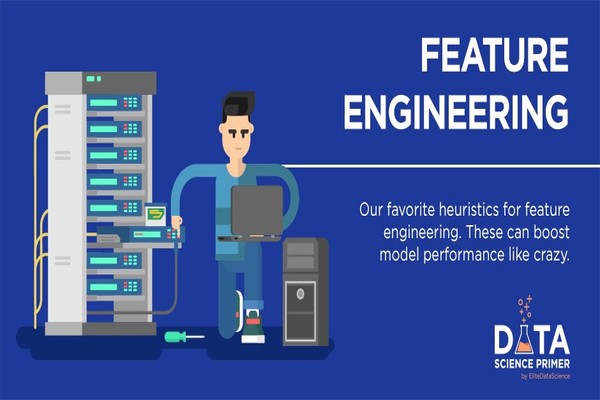 FEATURE
ENGINEERING
Our favorite heuristics for feature
engineering. These can boost
model performance like crazy.
DATA
SCIENCE PRIMER
by EliteDataScience